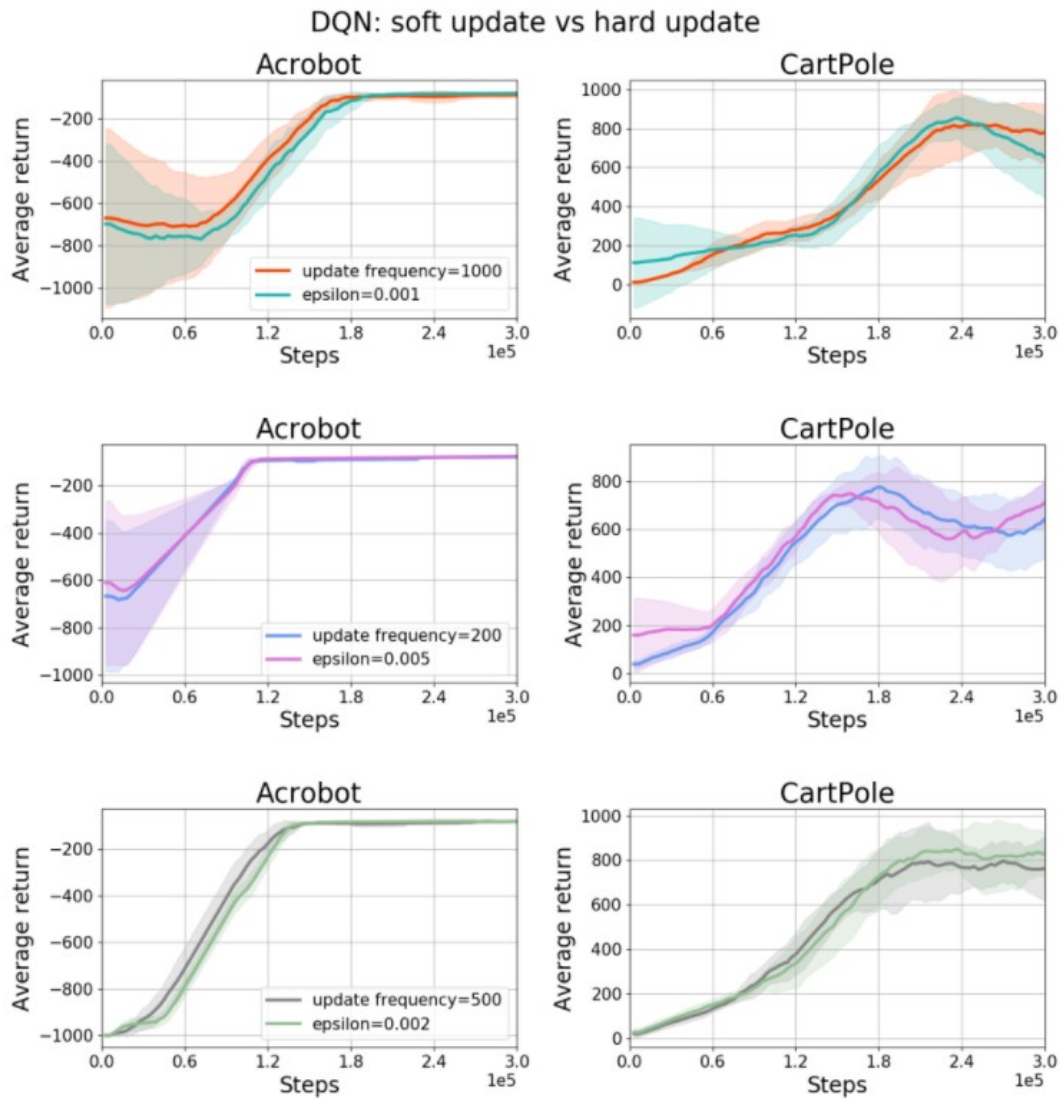 DQN: soft update vs hard update
Acrobot
Average return
−200
−400
−600
−800
−1000
update frequency=1000
epsilon=0.001
0.0 0.6 1.2 1.8 2.4 3.0
Steps
1e5
CartPole
Average return
1000
800
600
400
200
0
0.0 0.6 1.2 1.8 2.4 3.0
Steps
1e5
Acrobot
Average return
−200
−400
−600
−800
−1000
update frequency=200
epsilon=0.005
0.0 0.6 1.2 1.8 2.4 3.0
Steps
1e5
CartPole
Average return
800
600
400
200
0
0.0 0.6 1.2 1.8 2.4 3.0
Steps
1e5
Acrobot
Average return
−200
−400
−600
−800
−1000
update frequency=500
epsilon=0.002
0.0 0.6 1.2 1.8 2.4 3.0
Steps
1e5
CartPole
Average return
1000
800
600
400
200
0
0.0 0.6 1.2 1.8 2.4 3.0
Steps
1e5